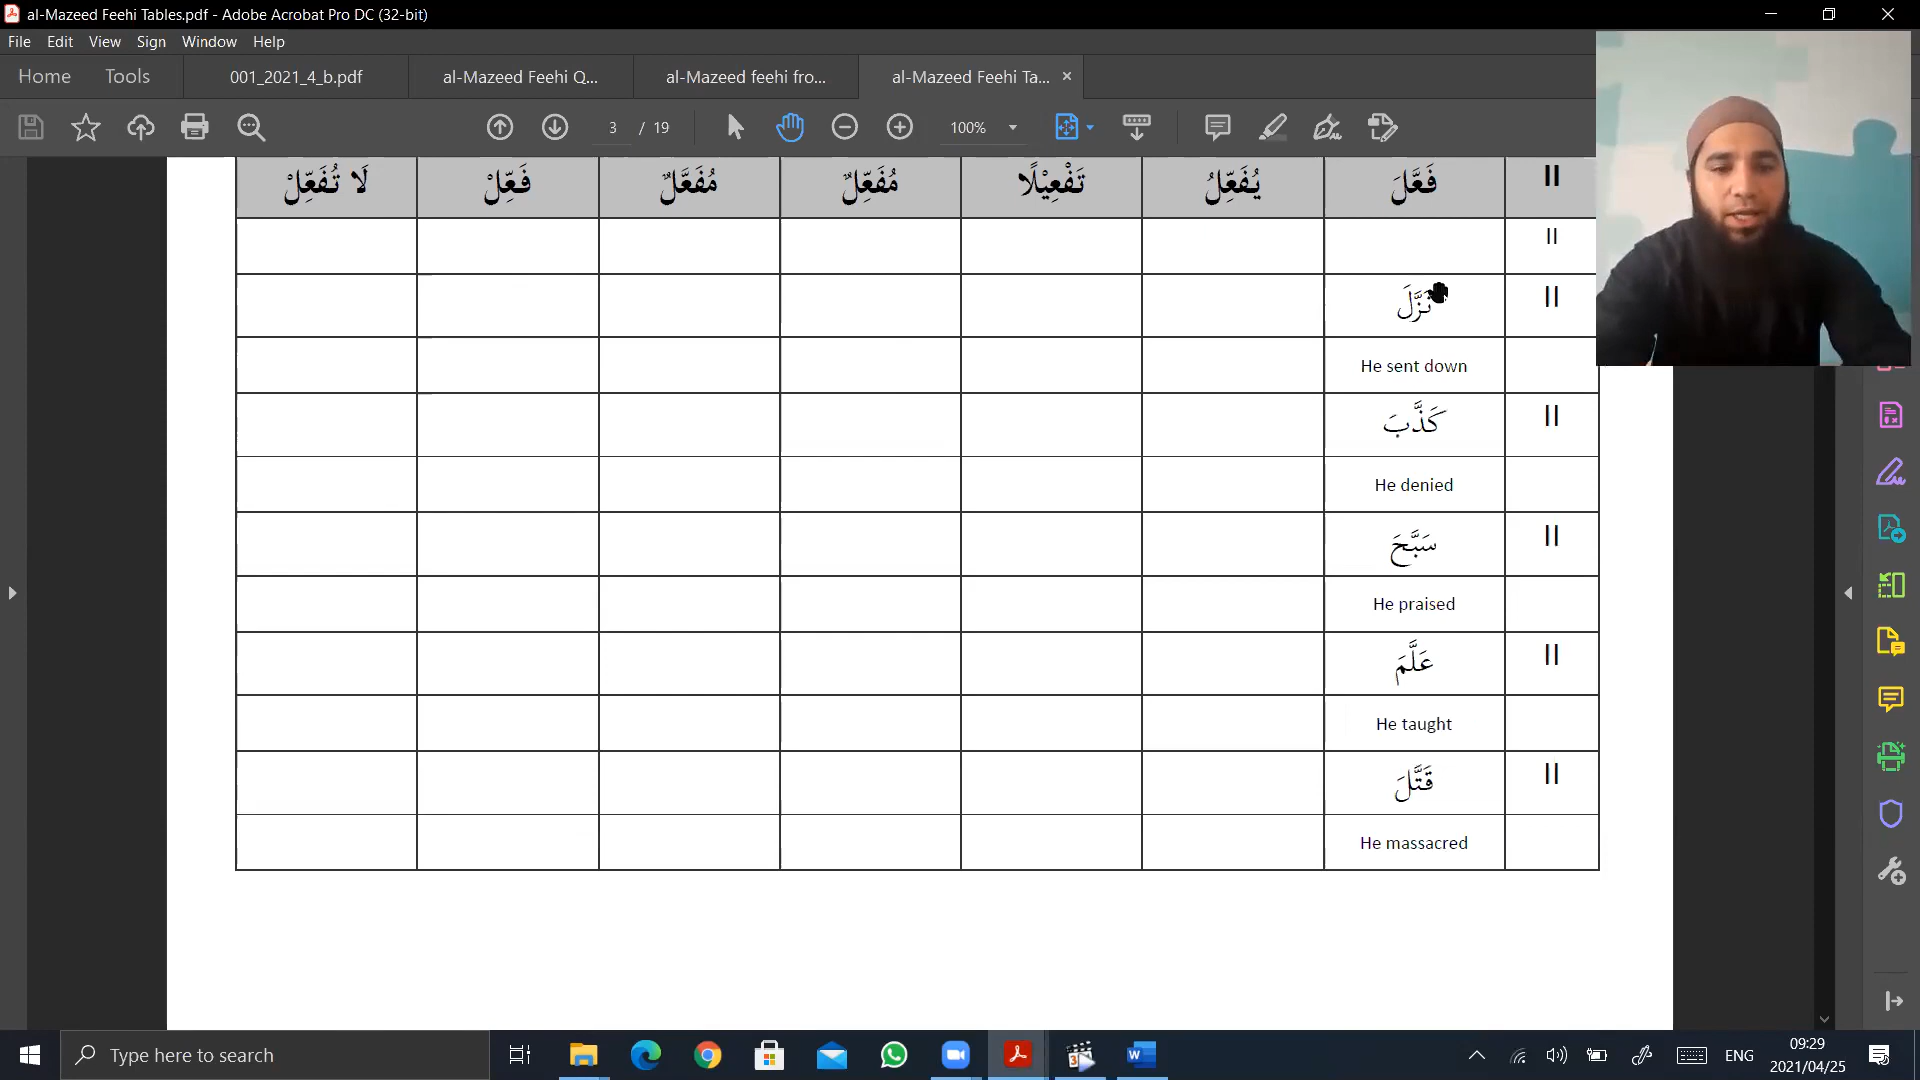 al-Mazeed Feehi Tables.pdf - Adobe Acrobat Pro DC (32-bit)
File Edit View Sign Window Help
Home Tools 001_2021_4_b.pdf al-Mazeed Feehi Q... al-Mazeed feehi fro... al-Mazeed Feehi Ta...
3 / 19 100%
II فَعَّلَ يُفَعِّلُ تَفْعِيْلًا مُفَعِّلٌ مُفَعَّلٌ فَعِّلْ لَا تُفَعِّلْ
II
II نَزَّلَ
He sent down
II كَذَّبَ
He denied
II سَبَّحَ
He praised
II عَلَّمَ
He taught
II قَتَّلَ
He massacred
Type here to search
ENG
09:29
2021/04/25